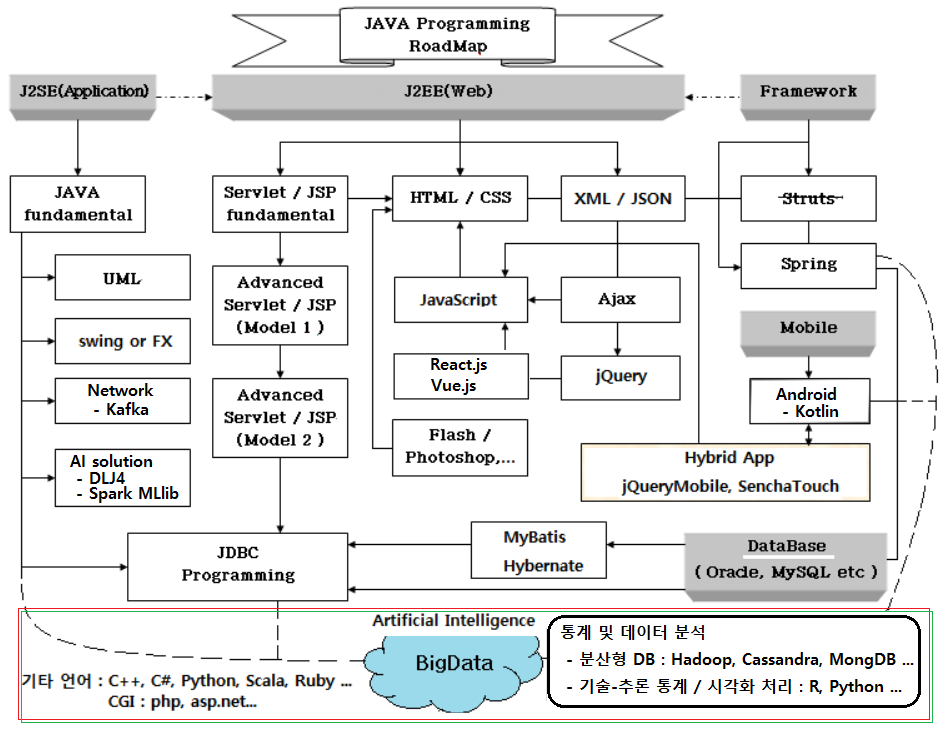 JAVA Programming
RoadMap
J2SE(Application)
J2EE(Web)
Framework
JAVA
fundamental
Servlet / JSP
fundamental
HTML / CSS
XML / JSON
Struts
Spring
UML
Advanced
Servlet / JSP
(Model 1)
JavaScript
Ajax
Mobile
swing or FX
React.js
Vue.js
jQuery
Network
- Kafka
Advanced
Servlet/JSP
(Model 2)
Android
- Kotlin
Flash /
Photoshop,...
Hybrid App
jQueryMobile, SenchaTouch
AI solution
- DLJ4
- Spark MLlib
JDBC
Programming
MyBatis
Hybernate
DataBase
( Oracle, MySQL etc )
Artificial Intelligence
BigData
통계 및 데이터 분석
- 분산형 DB : Hadoop, Cassandra, MongDB ...
- 기술-추론 통계 / 시각화 처리 : R, Python ...
기타 언어 : C++, C#, Python, Scala, Ruby ...
CGI : php, asp.net...